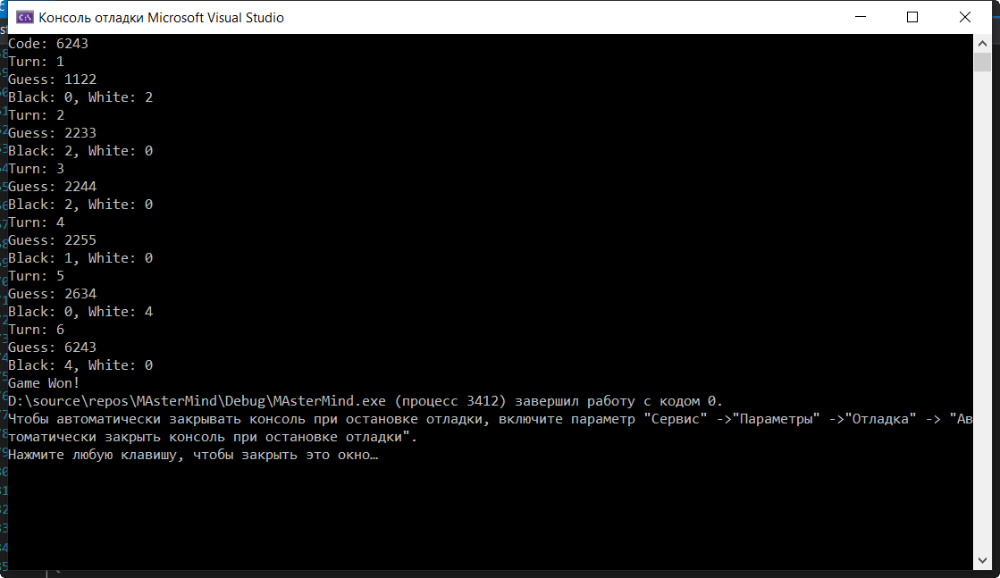 Консоль отладки Microsoft Visual Studio
Code: 6243
Turn: 1
Guess: 1122
Black: 0, White: 2
Turn: 2
Guess: 2233
Black: 2, White: 0
Turn: 3
Guess: 2244
Black: 2, White: 0
Turn: 4
Guess: 2255
Black: 1, White: 0
Turn: 5
Guess: 2634
Black: 0, White: 4
Turn: 6
Guess: 6243
Black: 4, White: 0
Game Won!
D:\source\repos\MAsterMind\Debug\MAsterMind.exe (процесс 3412) завершил работу с кодом 0.
Чтобы автоматически закрывать консоль при остановке отладки, включите параметр "Сервис" ->"Параметры" ->"Отладка" -> "Ав
томатически закрыть консоль при остановке отладки".
Нажмите любую клавишу, чтобы закрыть это окно…